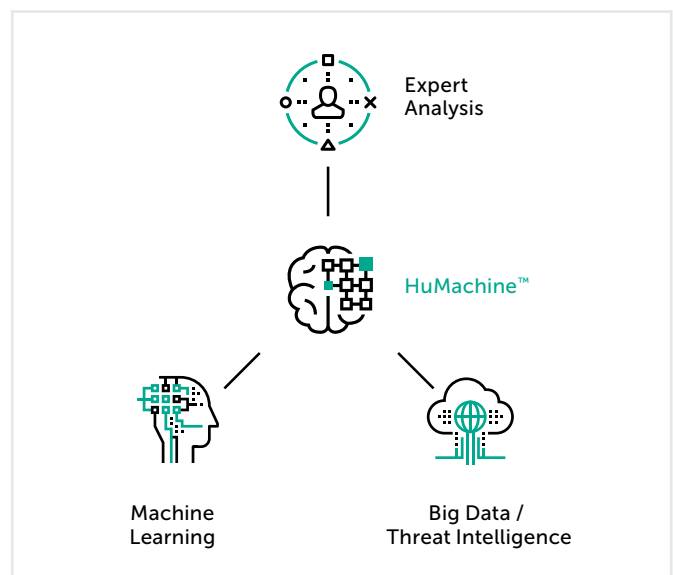 Expert
Analysis
HuMachine™
Machine
Learning
Big Data /
Threat Intelligence